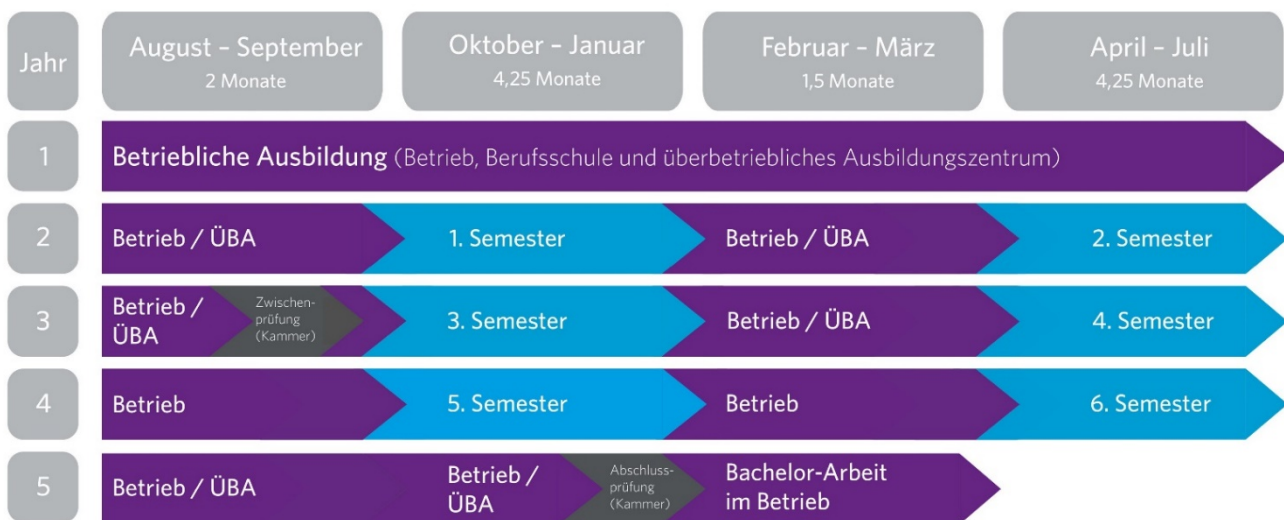 Jahr
August – September
2 Monate
Oktober – Januar
4,25 Monate
Februar – März
1,5 Monate
April – Juli
4,25 Monate
1
Betriebliche Ausbildung (Betrieb, Berufsschule und überbetriebliches Ausbildungszentrum)
2
Betrieb / ÜBA
1. Semester
Betrieb / ÜBA
2. Semester
3
Betrieb /
ÜBA
Zwischen-
prüfung
(Kammer)
3. Semester
Betrieb / ÜBA
4. Semester
4
Betrieb
5. Semester
Betrieb
6. Semester
5
Betrieb / ÜBA
Betrieb /
ÜBA
Abschluss-
prüfung
(Kammer)
Bachelor-Arbeit
im Betrieb